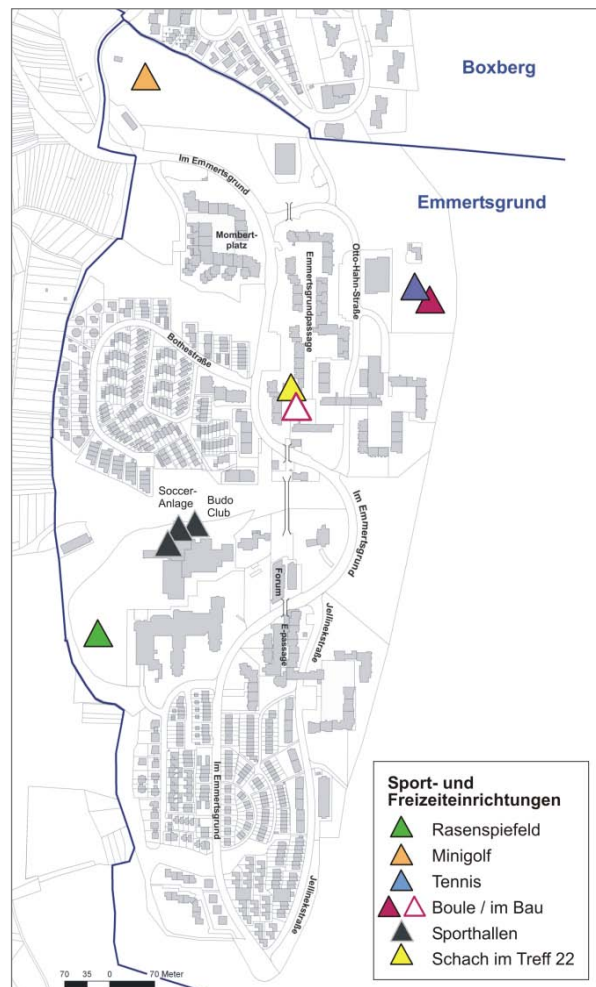 Boxberg
Emmertsgrund
Im Emmertsgrund
Mombert-
platz
Emmertsgrundpassage
Otto-Hahn-Straße
Bothestraße
Soccer-
Anlage
Budo
Club
Im Emmertsgrund
Forum
E-passage
Jellinekstraße
Im Emmertsgrund
Jellinekstraße
Sport- und
Freizeiteinrichtungen
Rasenspiefeld
Minigolf
Tennis
Boule / im Bau
Sporthallen
Schach im Treff 22
70 35 0 70 Meter